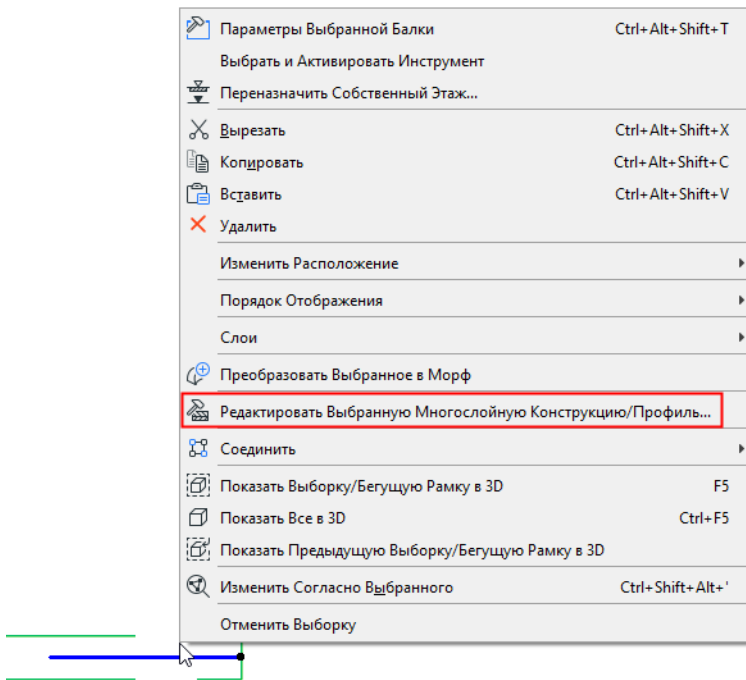 Параметры Выбранной Балки Ctrl+Alt+Shift+T
Выбрать и Активировать Инструмент
Переназначить Собственный Этаж...
Вырезать Ctrl+Alt+Shift+X
Копировать Ctrl+Alt+Shift+C
Вставить Ctrl+Alt+Shift+V
Удалить
Изменить Расположение
Порядок Отображения
Слои
Преобразовать Выбранное в Морф
Редактировать Выбранную Многослойную Конструкцию/Профиль...
Соединить
Показать Выборку/Бегущую Рамку в 3D F5
Показать Все в 3D Ctrl+F5
Показать Предыдущую Выборку/Бегущую Рамку в 3D
Изменить Согласно Выбранного Ctrl+Shift+Alt+'
Отменить Выборку